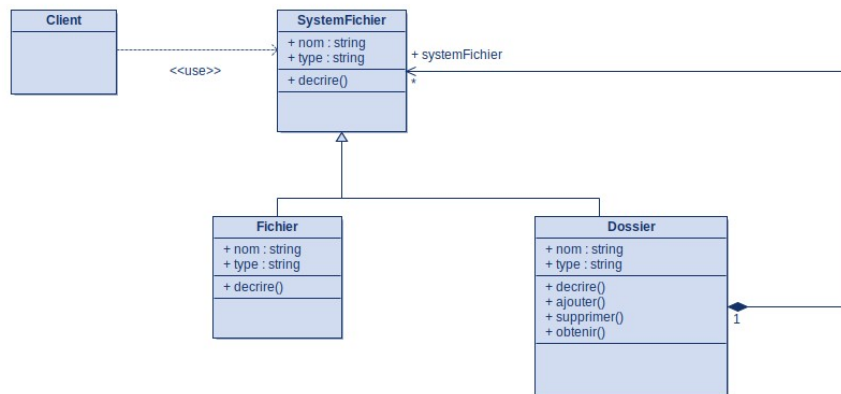 Client
<<use>>
SystemFichier
+ nom : string
+ type : string
+ decrire()
+ systemFichier
*
Fichier
+ nom : string
+ type : string
+ decrire()
Dossier
+ nom : string
+ type : string
+ decrire()
+ ajouter()
+ supprimer()
+ obtenir()
1